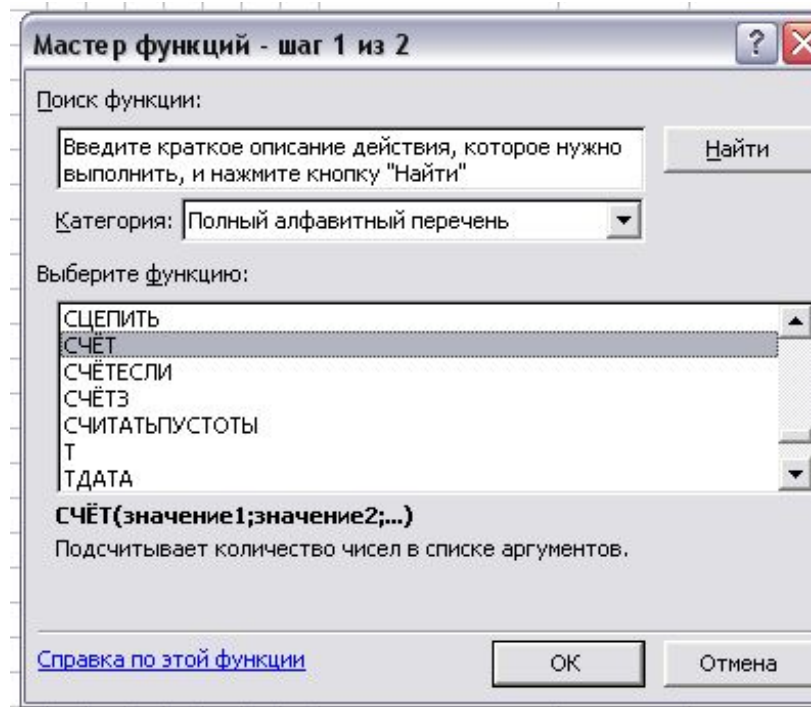 Мастер функций - шаг 1 из 2
Поиск функции:
Введите краткое описание действия, которое нужно
выполнить, и нажмите кнопку "Найти"
Найти
Категория: Полный алфавитный перечень
Выберите функцию:
СЦЕПИТЬ
СЧЁТ
СЧЁТЕСЛИ
СЧЁТЗ
СЧИТАТЬПУСТОТЫ
Т
ТДАТА
СЧЁТ(значение1;значение2;...)
Подсчитывает количество чисел в списке аргументов.
Справка по этой функции
ОК
Отмена